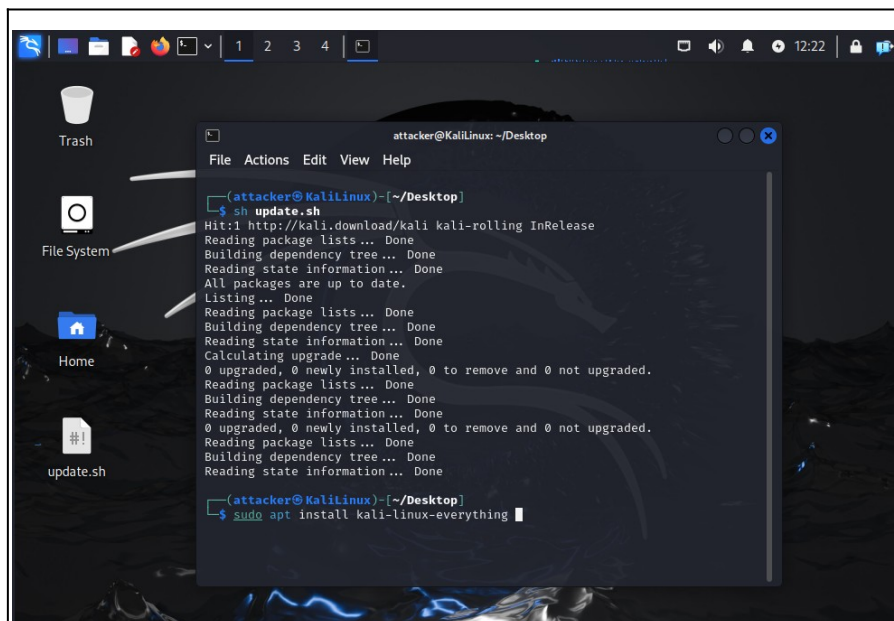 1 2 3 4
12:22
Trash
File System
Home
#!
update.sh
attacker@KaliLinux: ~/Desktop
File Actions Edit View Help
┌──(attacker㉿KaliLinux)-[~/Desktop]
└─$ sh update.sh
Hit:1 http://kali.download/kali kali-rolling InRelease
Reading package lists... Done
Building dependency tree... Done
Reading state information... Done
All packages are up to date.
Listing... Done
Reading package lists... Done
Building dependency tree... Done
Reading state information... Done
Calculating upgrade... Done
0 upgraded, 0 newly installed, 0 to remove and 0 not upgraded.
Reading package lists... Done
Building dependency tree... Done
Reading state information... Done
0 upgraded, 0 newly installed, 0 to remove and 0 not upgraded.
Reading package lists... Done
Building dependency tree... Done
Reading state information... Done
┌──(attacker㉿KaliLinux)-[~/Desktop]
└─$ sudo apt install kali-linux-everything